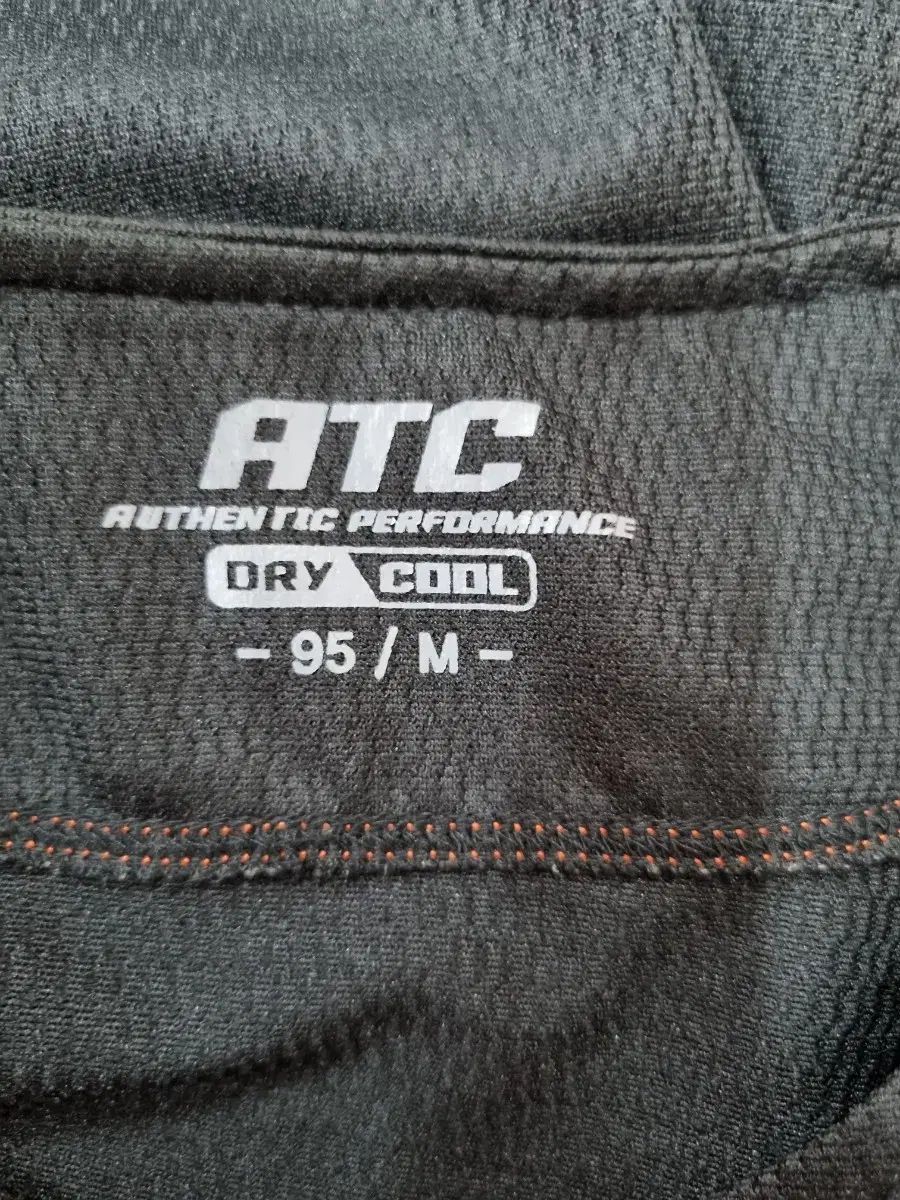 ATC
AUTHENTIC PERFORMANCE
DRY COOL
- 95 / M -